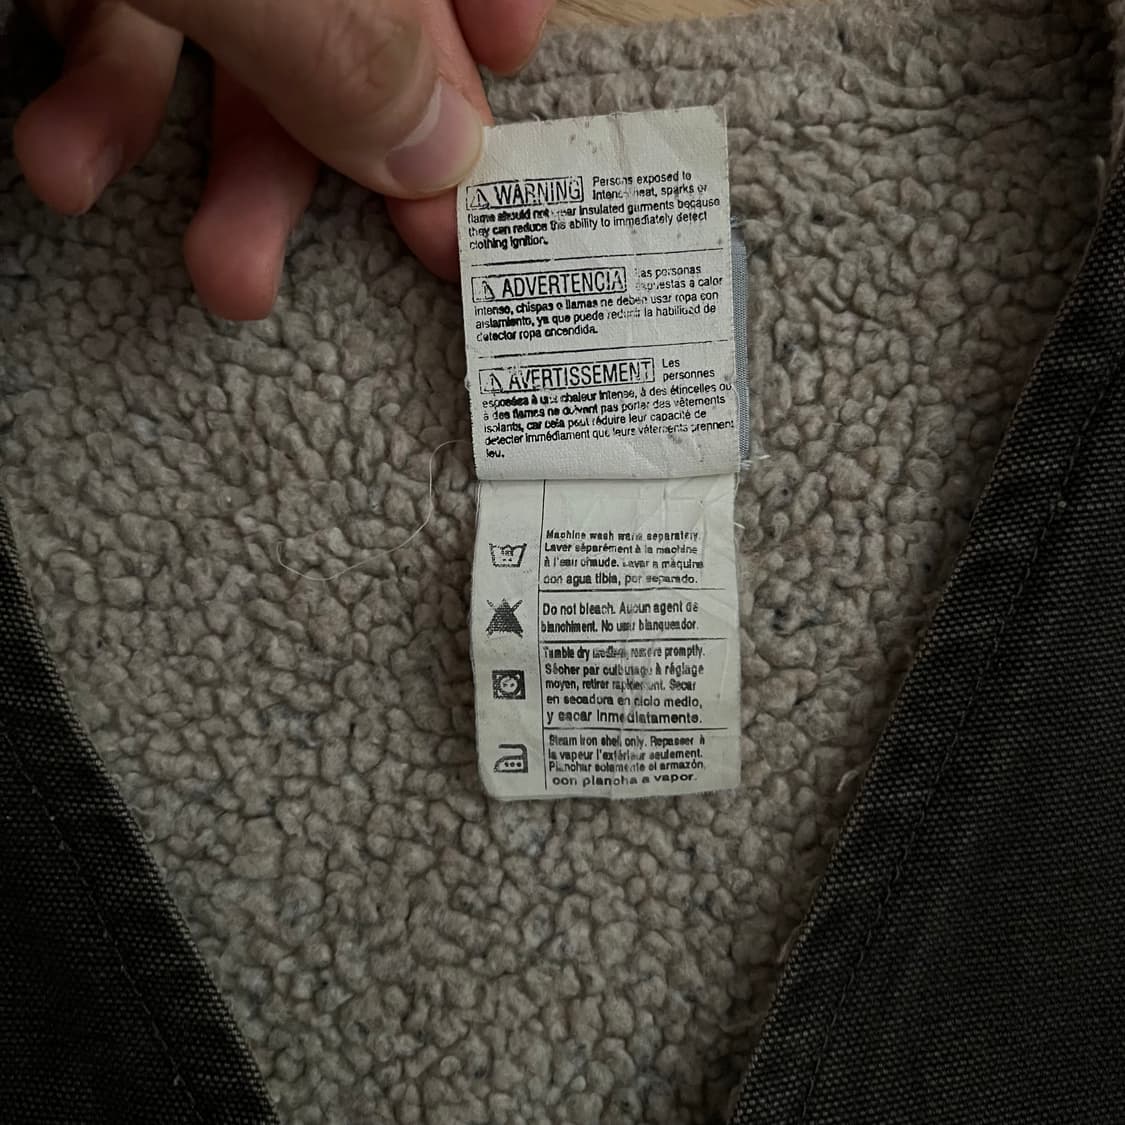 WARNING Persons exposed to
heat, sparks or
flame should not wear insulated garments because
they can reduce the ability to immediately detect
clothing ignition.
ADVERTENCIA Las personas
expuestas a calor
intenso, chispas o llamas no deben usar ropa con
aislamiento, ya que puede reducir la habilidad de
detector ropa encendida.
AVERTISSEMENT Les
personnes
exposées à une chaleur intense, à des étincelles ou
à des flames ne doivent pas porter des vêtements
isolants, car cela peut réduire leur capacité de
detecter immédiament que leurs vêtements prennent
feu.
Machine wash warm separately.
Laver séparément à la machine
à l'eau chaude. Lavar a máquina
con agua tibia, por separado.
Do not bleach. Aucun agent de
blanchiment. No usar blanqueador.
Tumble dry medium, remove promptly.
Sécher par culbutage à réglage
moyen, retirer rapidement. Secar
en secadora en ciclo medio,
y sacar inmediatamente.
Steam iron shell only. Repasser à
la vapeur l'extérieur seulement.
Planchar solamente el armazón,
con plancha a vapor.